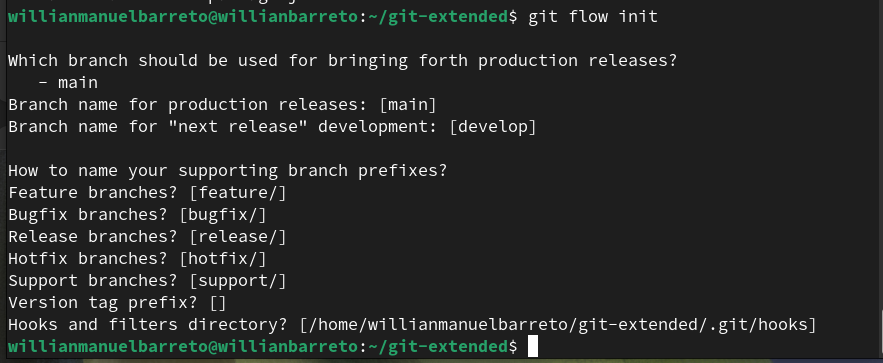 willianmanuelbarreto@willianbarreto:~/git-extended$ git flow init
Which branch should be used for bringing forth production releases?
- main
Branch name for production releases: [main]
Branch name for "next release" development: [develop]
How to name your supporting branch prefixes?
Feature branches? [feature/]
Bugfix branches? [bugfix/]
Release branches? [release/]
Hotfix branches? [hotfix/]
Support branches? [support/]
Version tag prefix? []
Hooks and filters directory? [/home/willianmanuelbarreto/git-extended/.git/hooks]
willianmanuelbarreto@willianbarreto:~/git-extended$